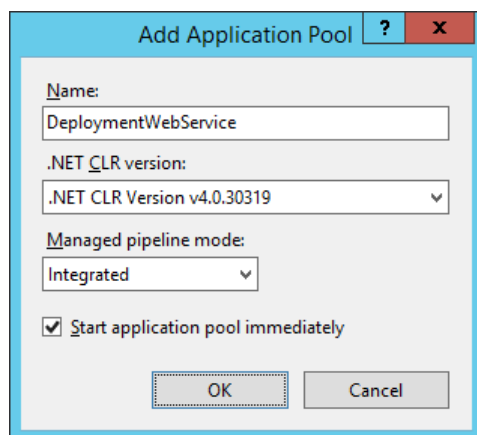 Add Application Pool
?
x
Name:
DeploymentWebService
.NET CLR version:
.NET CLR Version v4.0.30319
Managed pipeline mode:
Integrated
Start application pool immediately
OK
Cancel